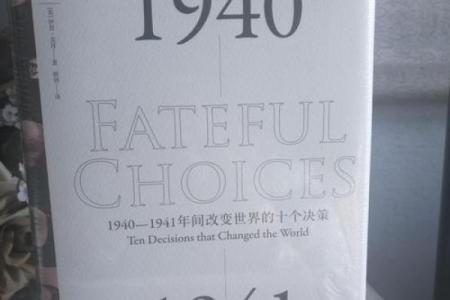 1940
FATEFUL
CHOICES
1940—1941年间改变世界的十个决策
Ten Decisions that Changed the World
1941